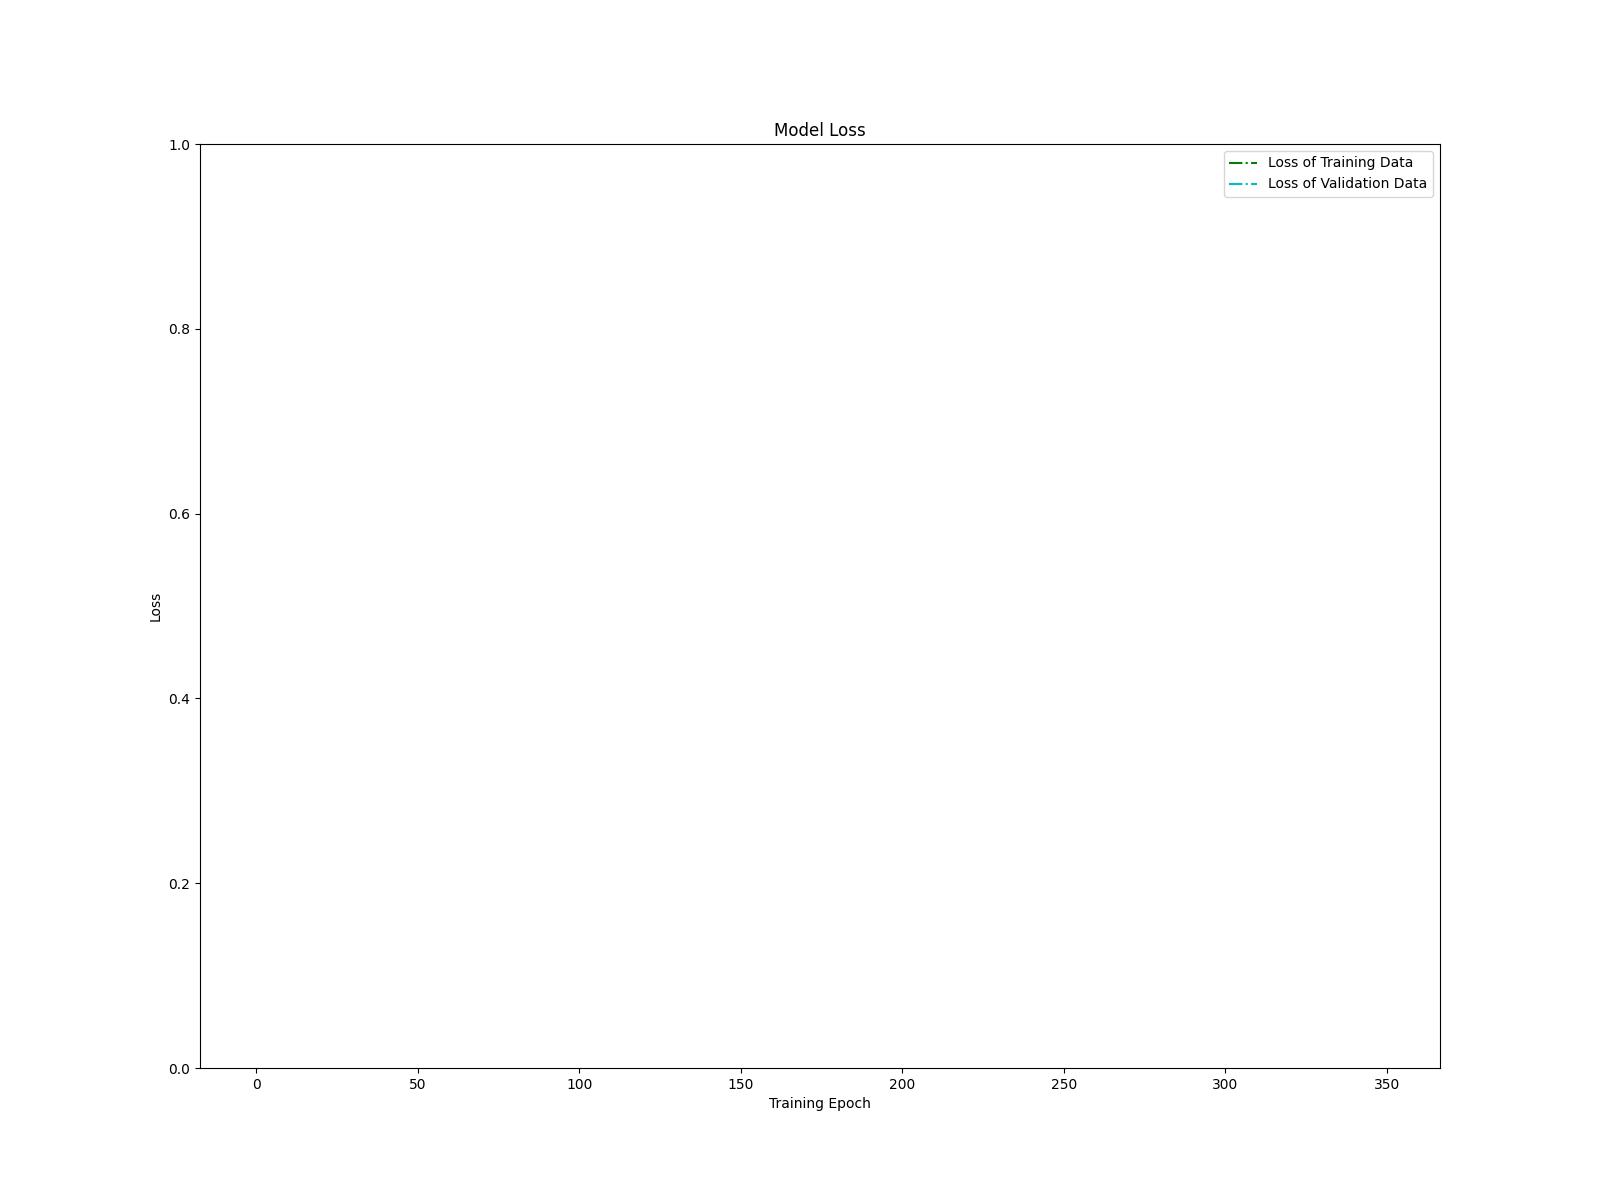 Model Loss
Loss of Training Data
Loss of Validation Data
1.0
0.8
0.6
0.4
0.2
0.0
Loss
0 50 100 150 200 250 300 350
Training Epoch